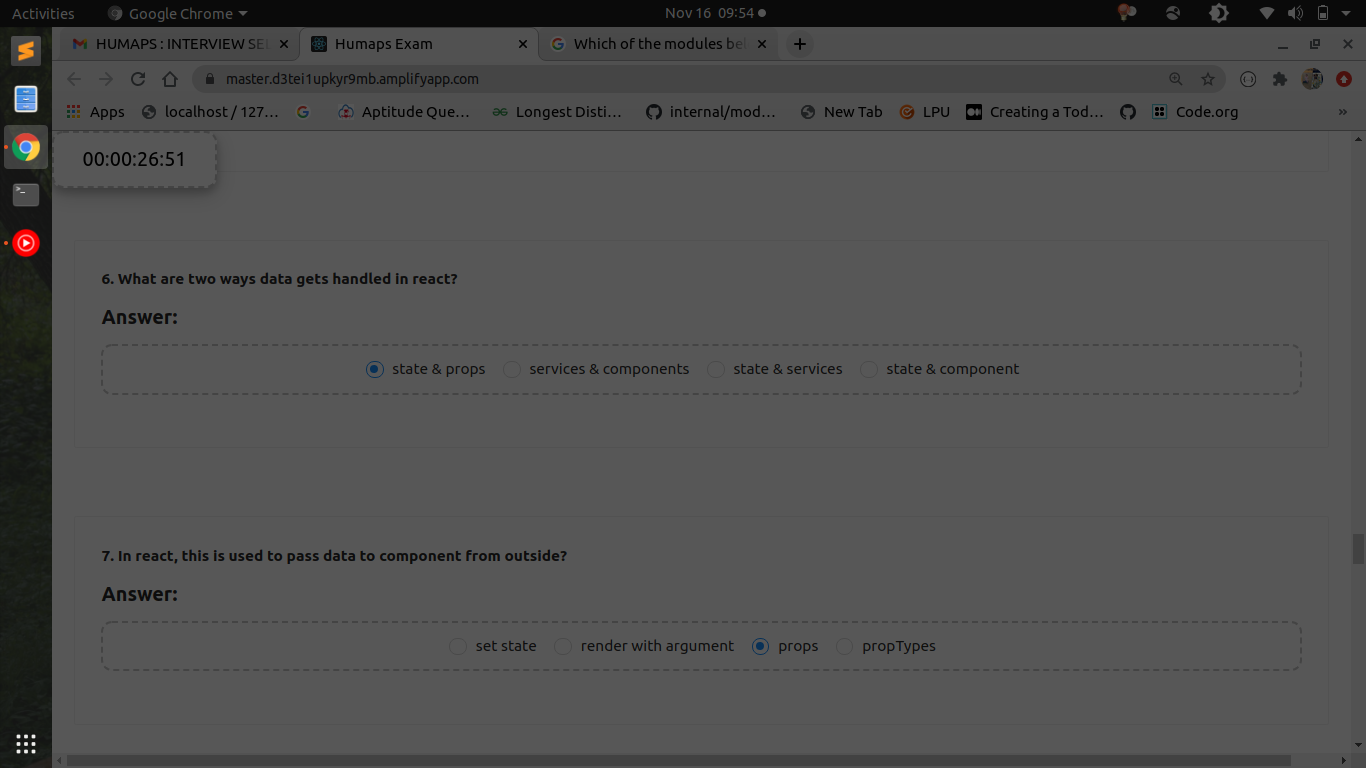 Activities Google Chrome Nov 16 09:54
HUMAPS : INTERVIEW SE Humaps Exam Which of the modules be
master.d3tei1upkyr9mb.amplifyapp.com
Apps localhost / 127... Aptitude Que... Longest Disti... internal/mod... New Tab LPU Creating a Tod... Code.org »
00:00:26:51
6. What are two ways data gets handled in react?
Answer:
state & props services & components state & services state & component
7. In react, this is used to pass data to component from outside?
Answer:
set state render with argument props propTypes